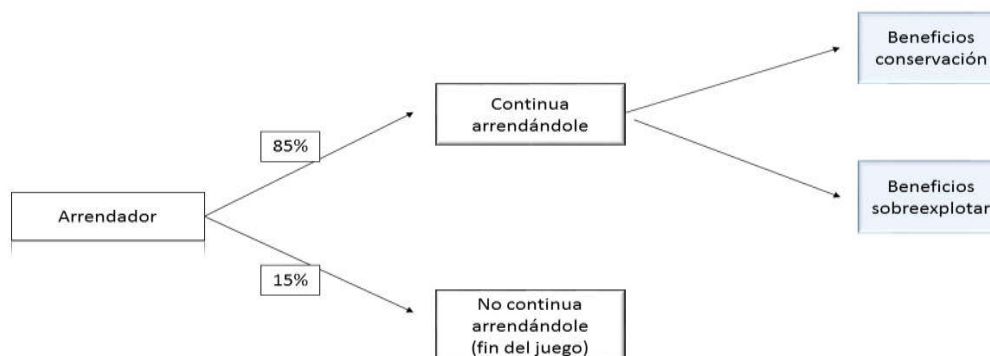 Beneficios
conservación
Continua
arrendándole
85%
Beneficios
sobreexplotar
Arrendador
15%
No continua
arrendándole
(fin del juego)